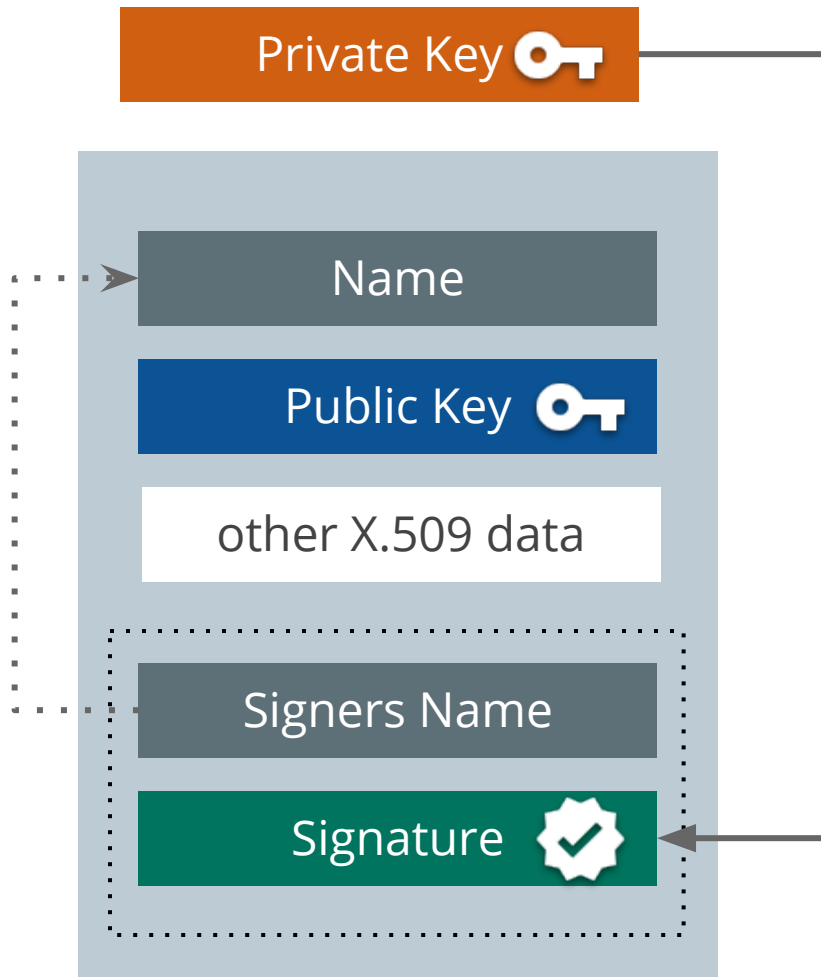 Private Key
Name
Public Key
other X.509 data
Signers Name
Signature